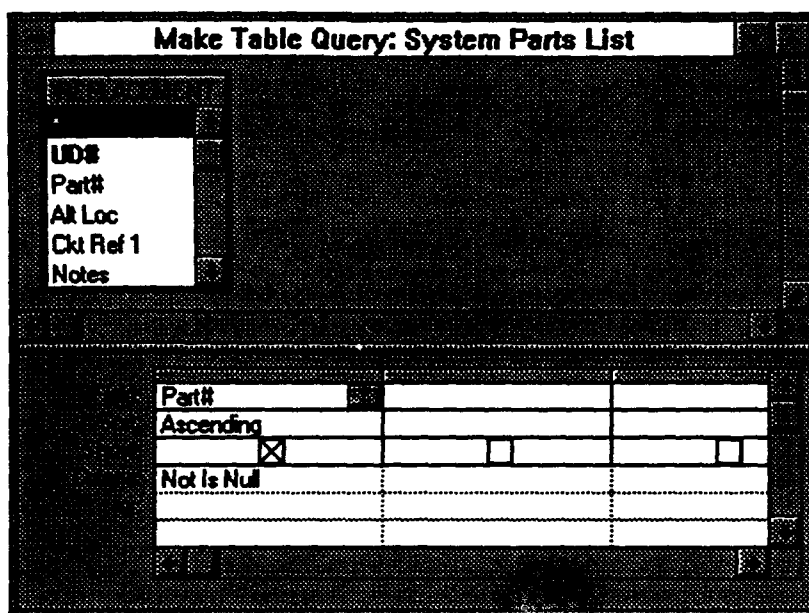 Make Table Query: System Parts List
*
UD#
Part#
Alt Loc
Ckt Ref 1
Notes
Part#
Ascending
Not Is Null